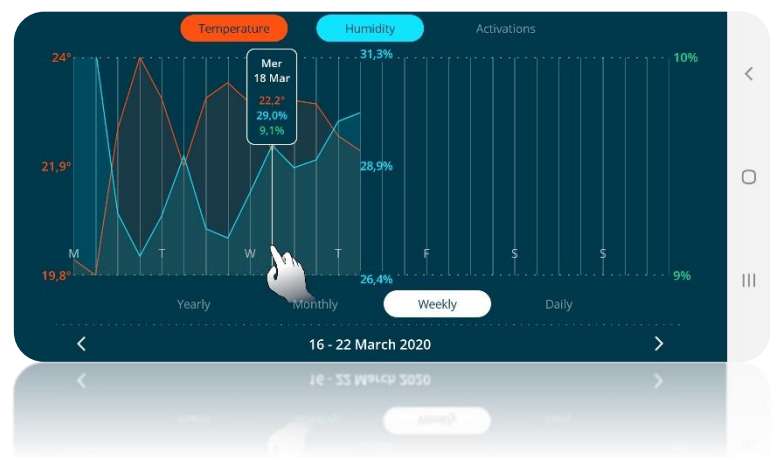 Temperature Humidity Activations
24° 31,3% 10%
Mer
18 Mar
22,2°
29,0%
9,1%
21,9° 28,9%
M T W T F S S
19,8° 26,4% 9%
Yearly Monthly Weekly Daily
16 - 22 March 2020